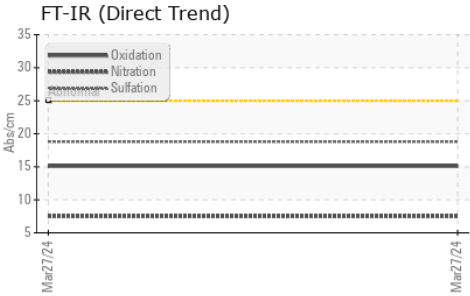 FT-IR (Direct Trend)
35
30
25
20
15
10
5
Abs/cm
Oxidation
Nitration
Sulfation
Abnormal
Mar27/24
Mar27/24